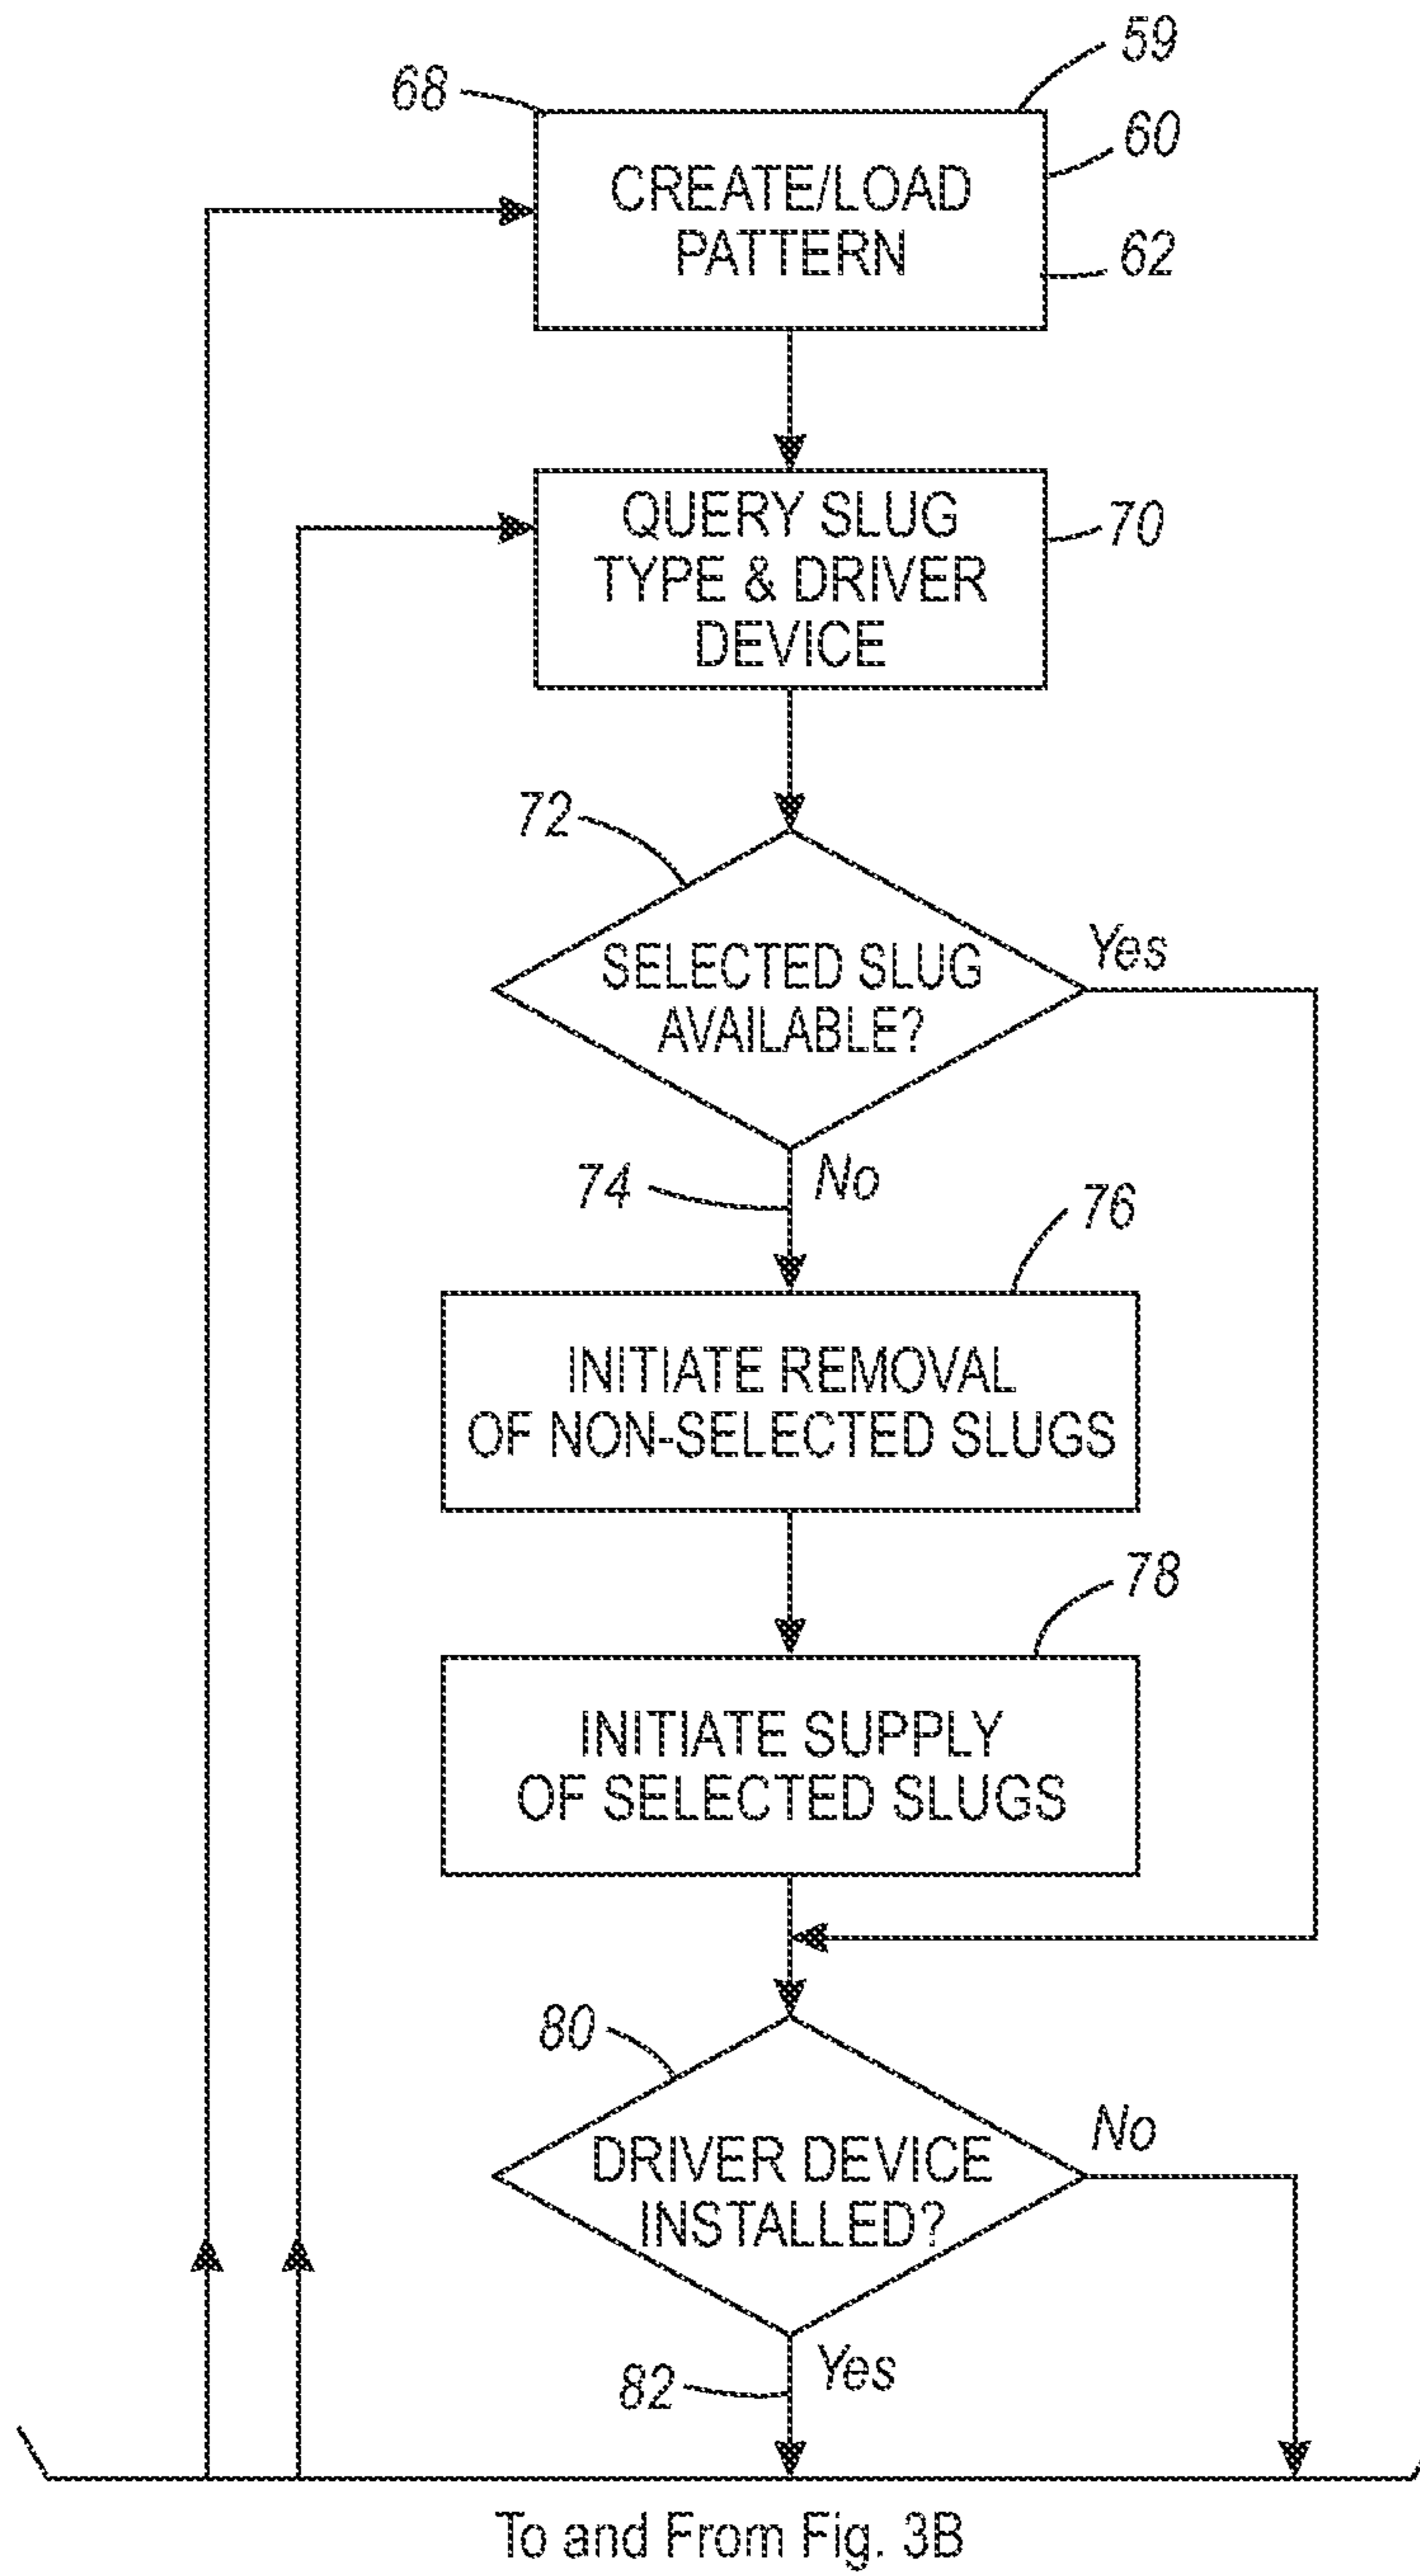 59
68
60
CREATE/LOAD
PATTERN
62
QUERY SLUG
TYPE & DRIVER
DEVICE
70
72
SELECTED SLUG
AVAILABLE?
Yes
74
No
76
INITIATE REMOVAL
OF NON-SELECTED SLUGS
78
INITIATE SUPPLY
OF SELECTED SLUGS
80
DRIVER DEVICE
INSTALLED?
No
82
Yes
To and From Fig. 3B